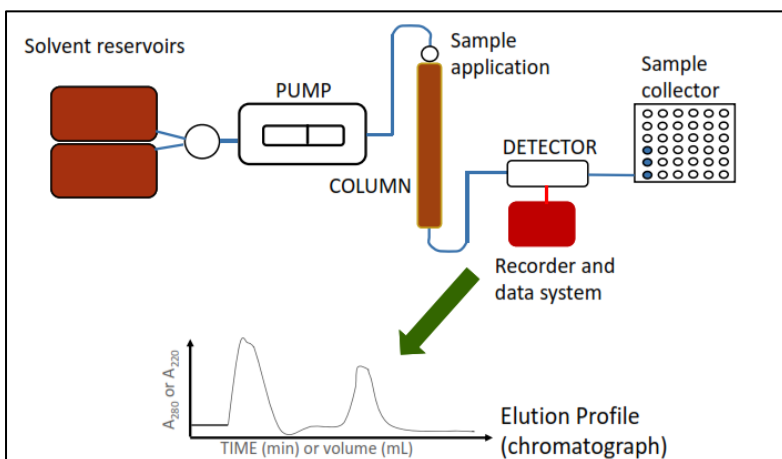 Solvent reservoirs
PUMP
Sample
application
COLUMN
DETECTOR
Sample
collector
Recorder and
data system
A280 or A220
TIME (min) or volume (mL)
Elution Profile
(chromatograph)